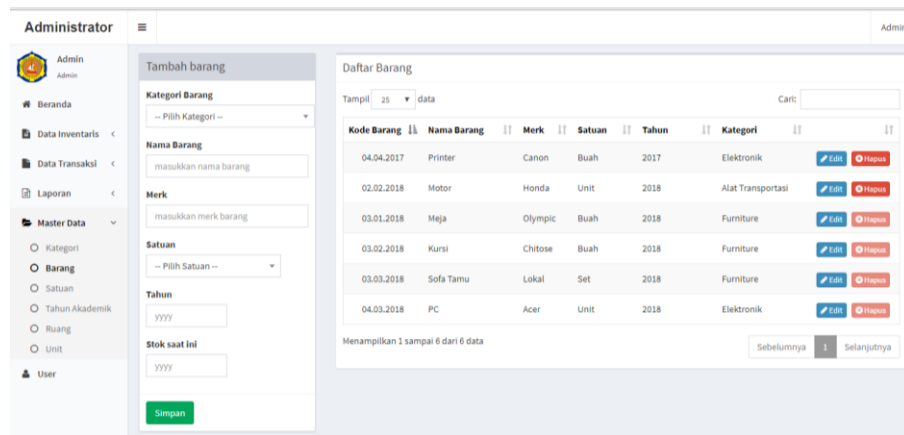 Administrator
Admin
Admin
Admin
Beranda
Data Inventaris
Data Transaksi
Laporan
Master Data
Kategori
Barang
Satuan
Tahun Akademik
Ruang
Unit
User
Tambah barang
Kategori Barang
-- Pilih Kategori --
Nama Barang
masukkan nama barang
Merk
masukkan merk barang
Satuan
-- Pilih Satuan --
Tahun
yyyy
Stok saat ini
yyyy
Simpan
Daftar Barang
Tampil 25 data Cari:
Kode Barang Nama Barang Merk Satuan Tahun Kategori
04.04.2017 Printer Canon Buah 2017 Elektronik Edit Hapus
02.02.2018 Motor Honda Unit 2018 Alat Transportasi Edit Hapus
03.01.2018 Meja Olympic Buah 2018 Furniture Edit Hapus
03.02.2018 Kursi Chitose Buah 2018 Furniture Edit Hapus
03.03.2018 Sofa Tamu Lokal Set 2018 Furniture Edit Hapus
04.03.2018 PC Acer Unit 2018 Elektronik Edit Hapus
Menampilkan 1 sampai 6 dari 6 data
Sebelumnya 1 Selanjutnya